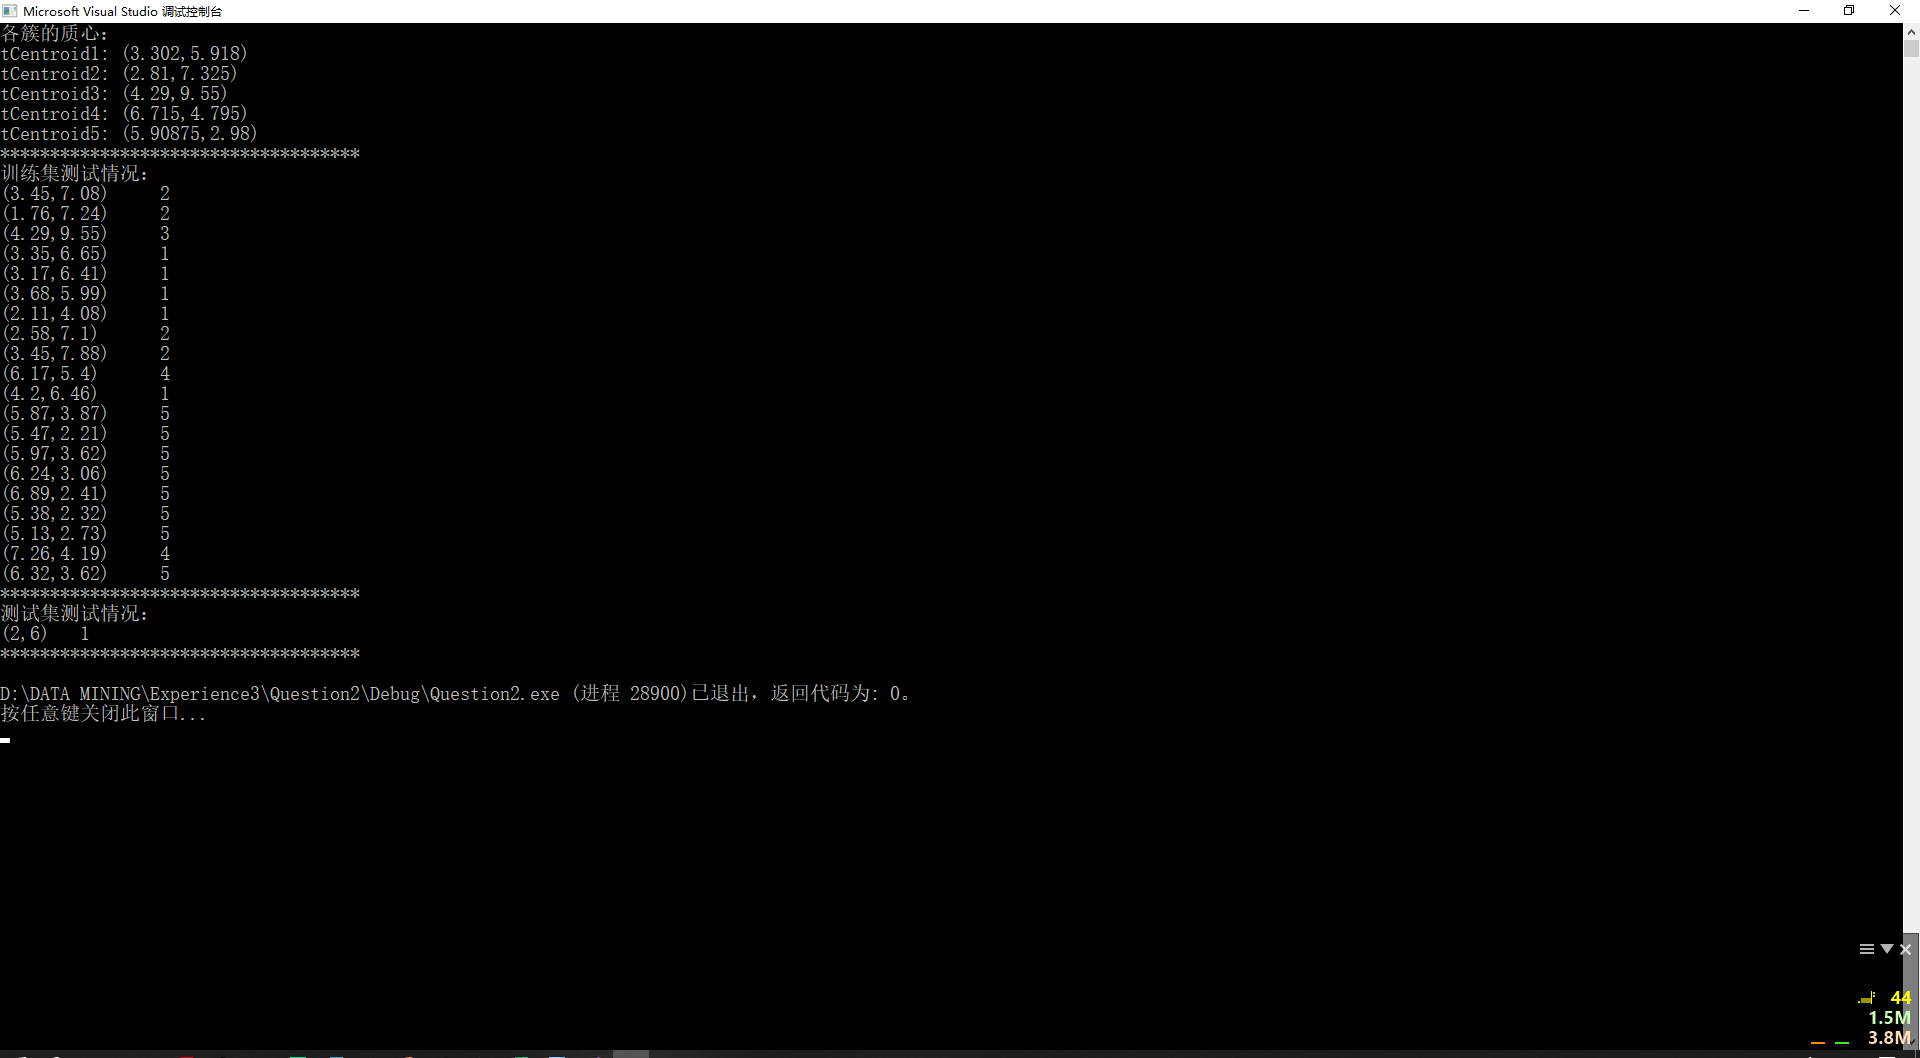 Microsoft Visual Studio 调试控制台
各簇的质心：
tCentroid1: (3.302,5.918)
tCentroid2: (2.81,7.325)
tCentroid3: (4.29,9.55)
tCentroid4: (6.715,4.795)
tCentroid5: (5.90875,2.98)
************************************
训练集测试情况：
(3.45,7.08) 2
(1.76,7.24) 2
(4.29,9.55) 3
(3.35,6.65) 1
(3.17,6.41) 1
(3.68,5.99) 1
(2.11,4.08) 1
(2.58,7.1) 2
(3.45,7.88) 2
(6.17,5.4) 4
(4.2,6.46) 1
(5.87,3.87) 5
(5.47,2.21) 5
(5.97,3.62) 5
(6.24,3.06) 5
(6.89,2.41) 5
(5.38,2.32) 5
(5.13,2.73) 5
(7.26,4.19) 4
(6.32,3.62) 5
************************************
测试集测试情况：
(2,6) 1
************************************
D:\DATA MINING\Experience3\Question2\Debug\Question2.exe (进程 28900)已退出，返回代码为: 0。
按任意键关闭此窗口...
44
1.5M
3.8M